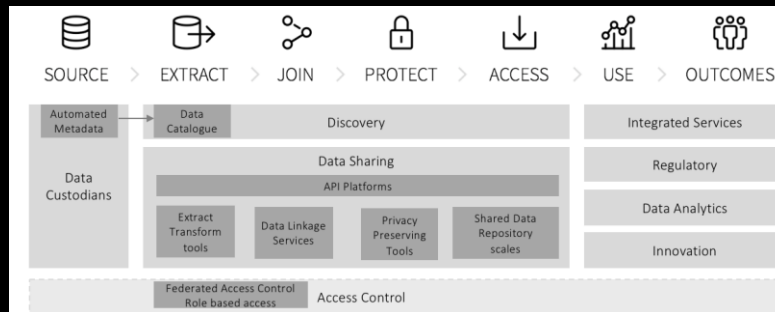 SOURCE > EXTRACT > JOIN > PROTECT > ACCESS > USE > OUTCOMES
Automated
Metadata
Data
Catalogue
Discovery
Integrated Services
Data
Custodians
Data Sharing
API Platforms
Regulatory
Extract
Transform
tools
Data Linkage
Services
Privacy
Preserving
Tools
Shared Data
Repository
scales
Data Analytics
Innovation
Federated Access Control
Role based access
Access Control